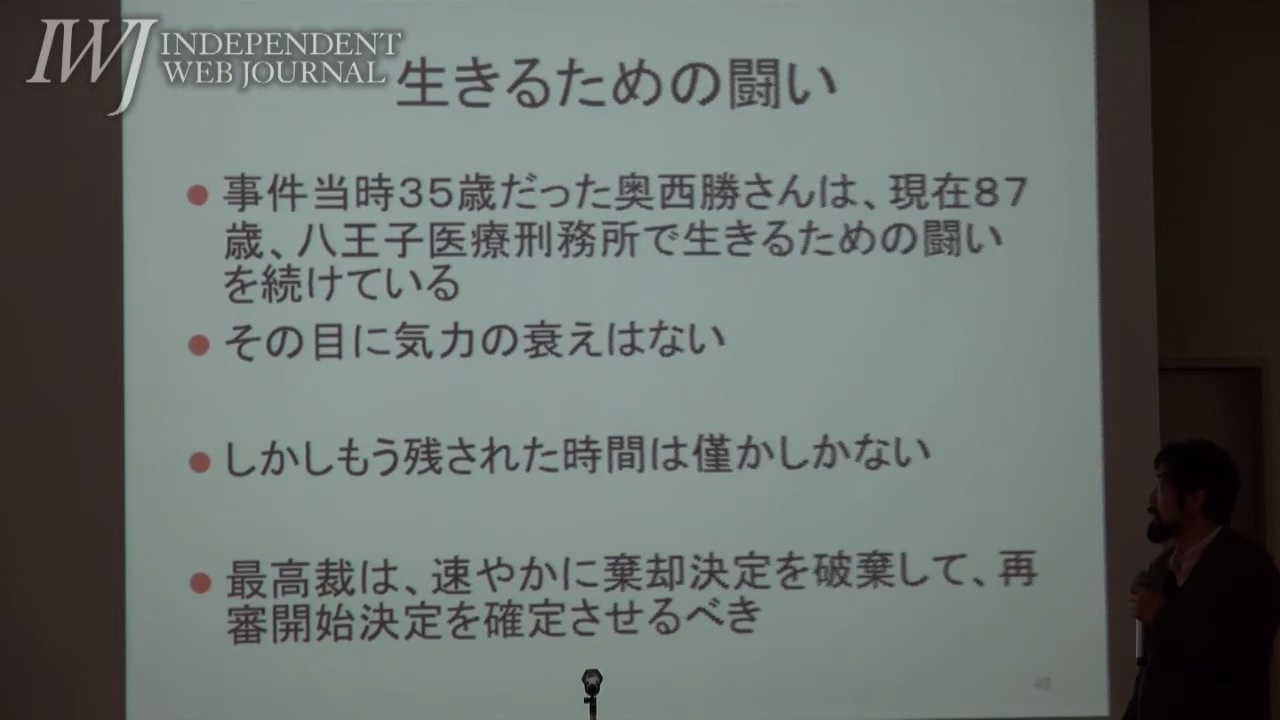 IWJ INDEPENDENT
WEB JOURNAL
生きるための闘い
● 事件当時35歳だった奥西勝さんは、現在87
歳、八王子医療刑務所で生きるための闘い
を続けている
● その目に気力の衰えはない
● しかしもう残された時間は僅かしかない
● 最高裁は、速やかに棄却決定を破棄して、再
審開始決定を確定させるべき
49